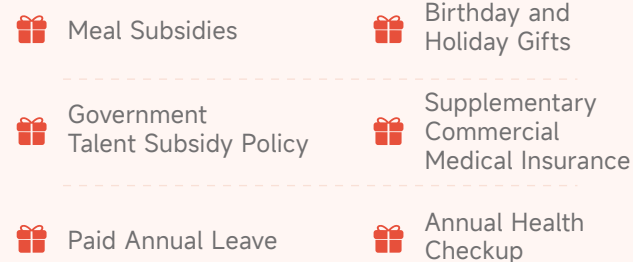 Meal Subsidies
Birthday and
Holiday Gifts
Government
Talent Subsidy Policy
Supplementary
Commercial
Medical Insurance
Paid Annual Leave
Annual Health
Checkup